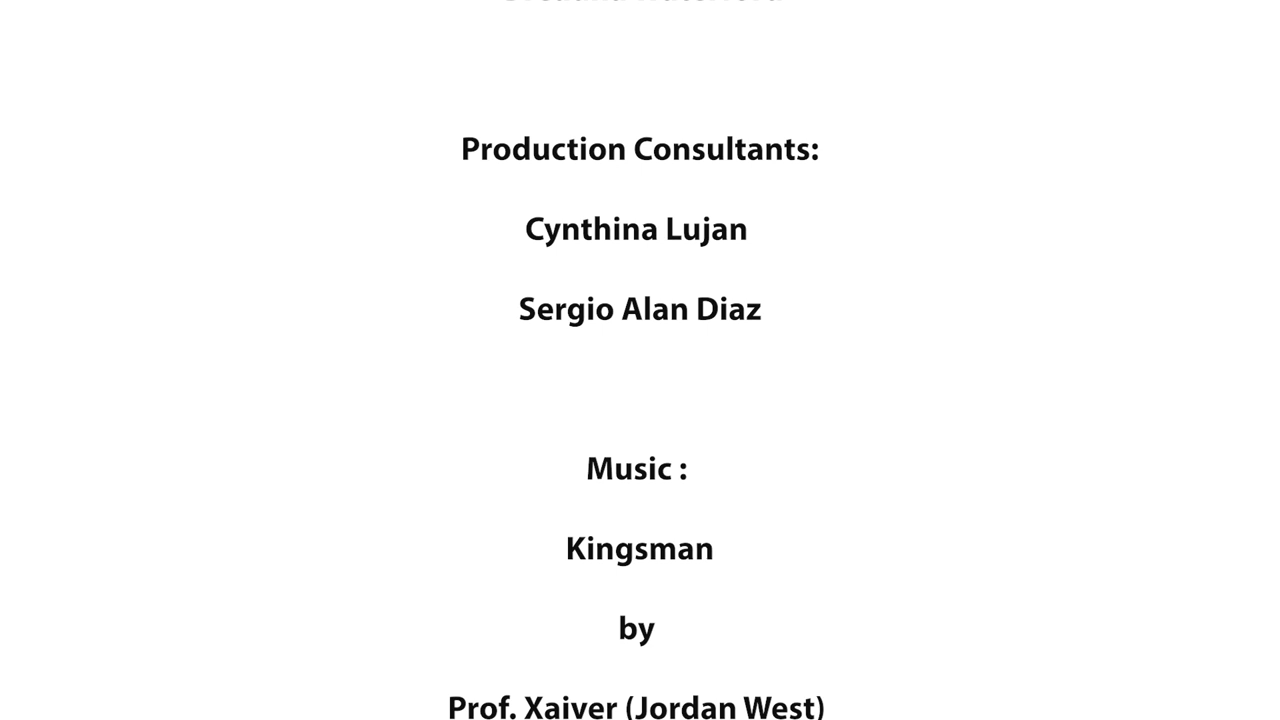 Production Consultants:
Cynthina Lujan
Sergio Alan Diaz
Music :
Kingsman
by
Prof. Xaiver (Jordan West)